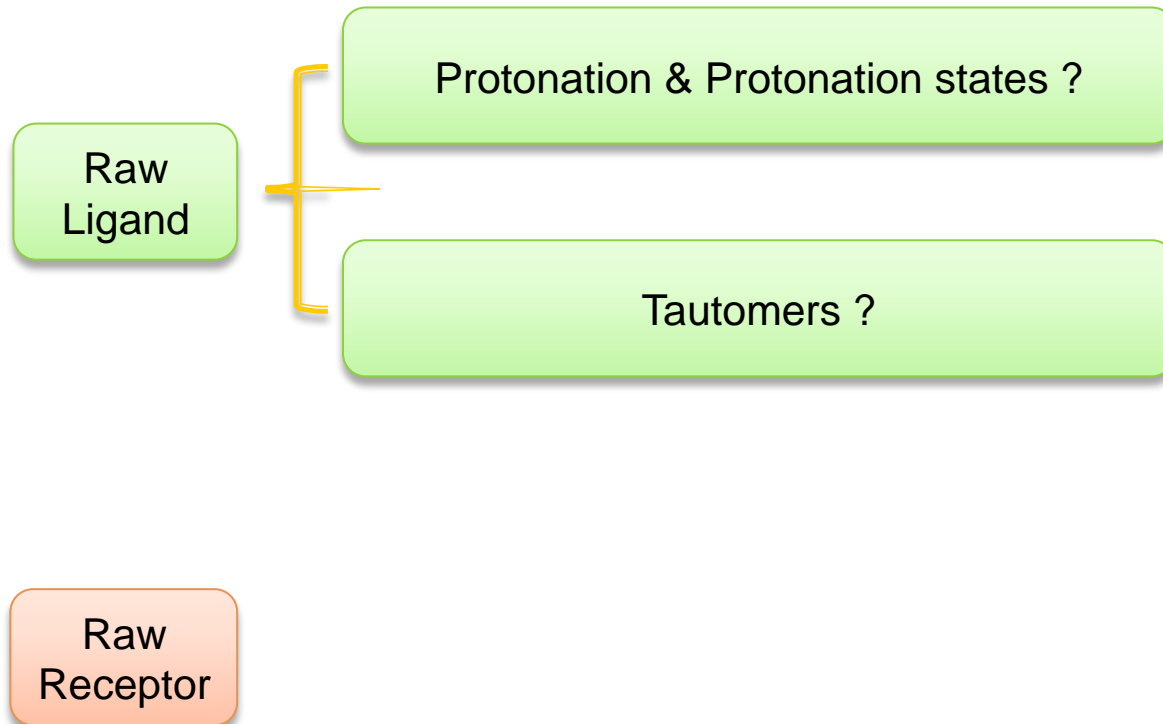 Protonation & Protonation states ?
Raw
Ligand
Tautomers ?
Raw
Receptor